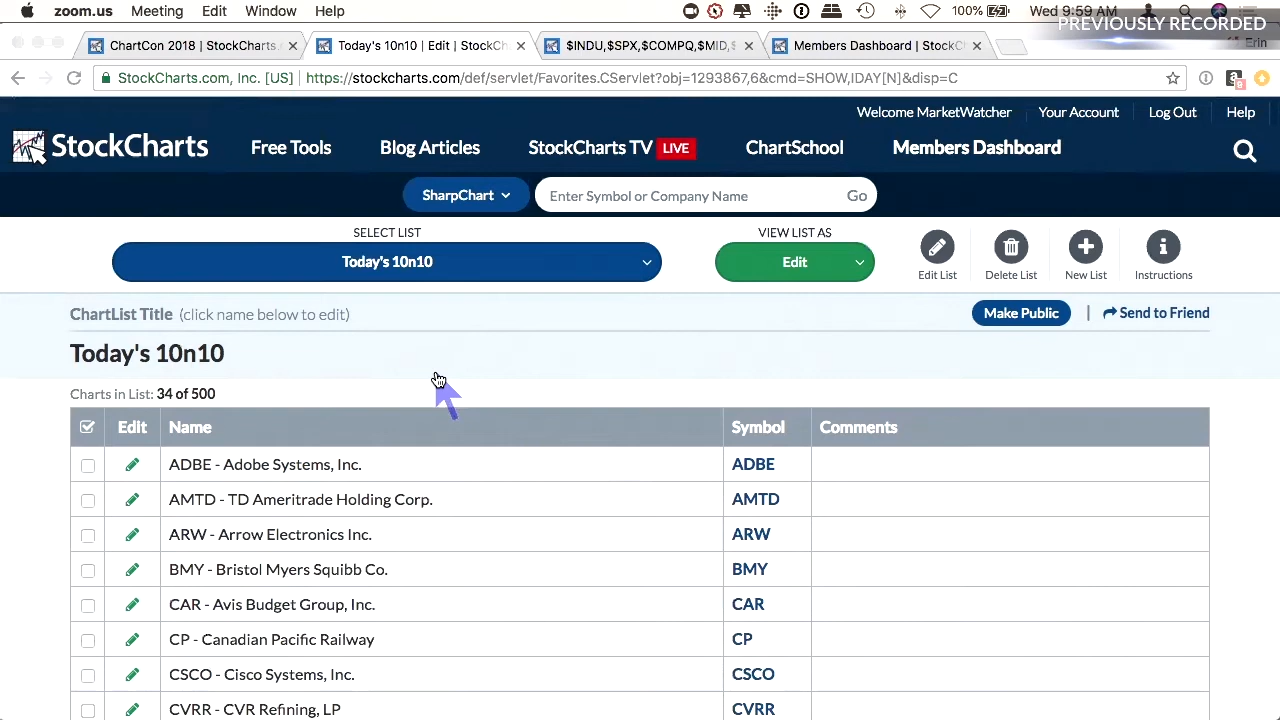 zoom.us Meeting Edit Window Help 100% Wed 9:59 AM
PREVIOUSLY RECORDED
ChartCon 2018 | StockCharts. Today's 10n10 | Edit | StockCh $INDU,$SPX,$COMPQ,$MID,$ Members Dashboard | StockC Erin
StockCharts.com, Inc. [US] https://stockcharts.com/def/servlet/Favorites.CServlet?obj=1293867,6&cmd=SHOW,IDAY[N]&disp=C
Welcome MarketWatcher Your Account Log Out Help
StockCharts Free Tools Blog Articles StockCharts TV LIVE ChartSchool Members Dashboard
SharpChart Enter Symbol or Company Name Go
SELECT LIST VIEW LIST AS
Today's 10n10 Edit
Edit List Delete List New List Instructions
ChartList Title (click name below to edit) Make Public | Send to Friend
Today's 10n10
Charts in List: 34 of 500
Edit Name Symbol Comments
ADBE - Adobe Systems, Inc. ADBE
AMTD - TD Ameritrade Holding Corp. AMTD
ARW - Arrow Electronics Inc. ARW
BMY - Bristol Myers Squibb Co. BMY
CAR - Avis Budget Group, Inc. CAR
CP - Canadian Pacific Railway CP
CSCO - Cisco Systems, Inc. CSCO
CVRR - CVR Refining, LP CVRR